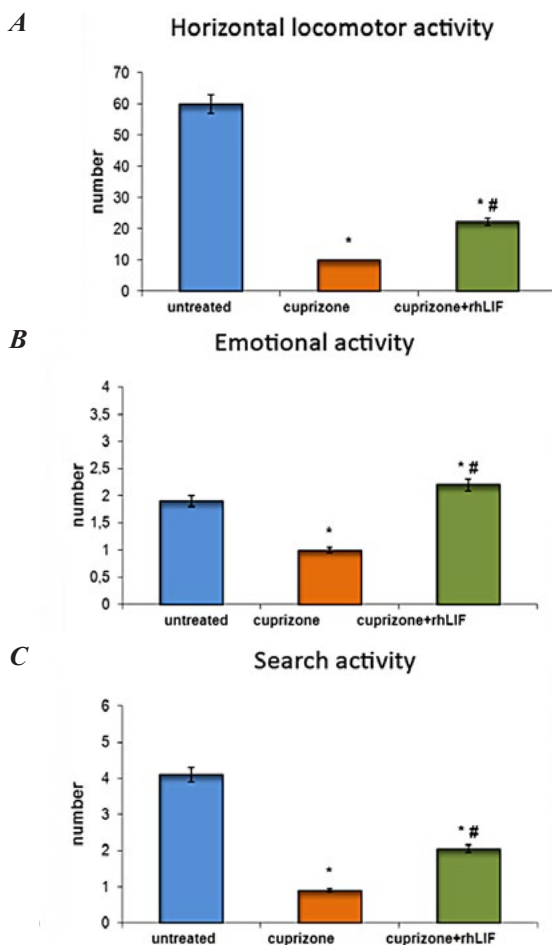 A
Horizontal locomotor activity
number
70
60
50
40
30
20
10
0
*
* #
untreated cuprizone cuprizone+rhLIF
B
Emotional activity
number
4
3,5
3
2,5
2
1,5
1
0,5
0
*
* #
untreated cuprizone cuprizone+rhLIF
C
Search activity
number
6
5
4
3
2
1
0
*
* #
untreated cuprizone cuprizone+rhLIF